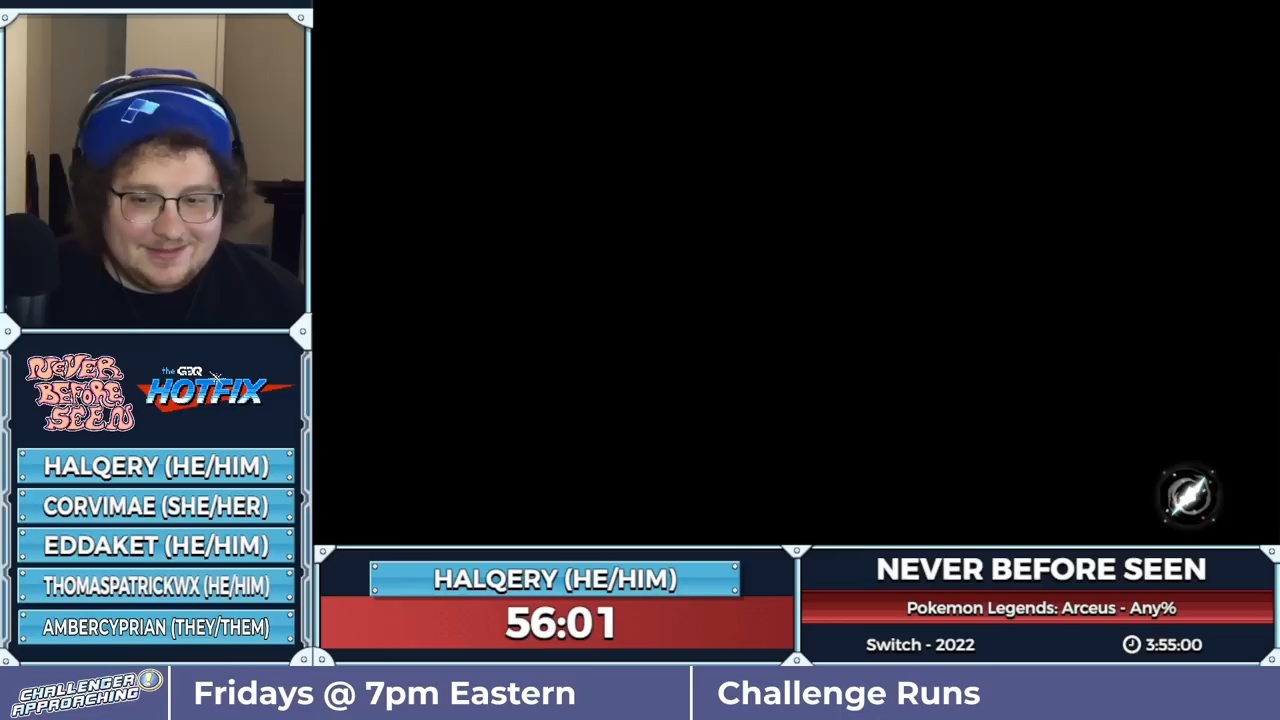 NEVER
BEFORE
SEEN
the GDQ
HOTFIX
HALQERY (HE/HIM)
CORVIMAE (SHE/HER)
EDDAKET (HE/HIM)
THOMASPATRICKWX (HE/HIM)
AMBERCYPRIAN (THEY/THEM)
HALQERY (HE/HIM)
56:01
NEVER BEFORE SEEN
Pokemon Legends: Arceus - Any%
Switch - 2022
3:55:00
CHALLENGER
APPROACHING!
Fridays @ 7pm Eastern
Challenge Runs